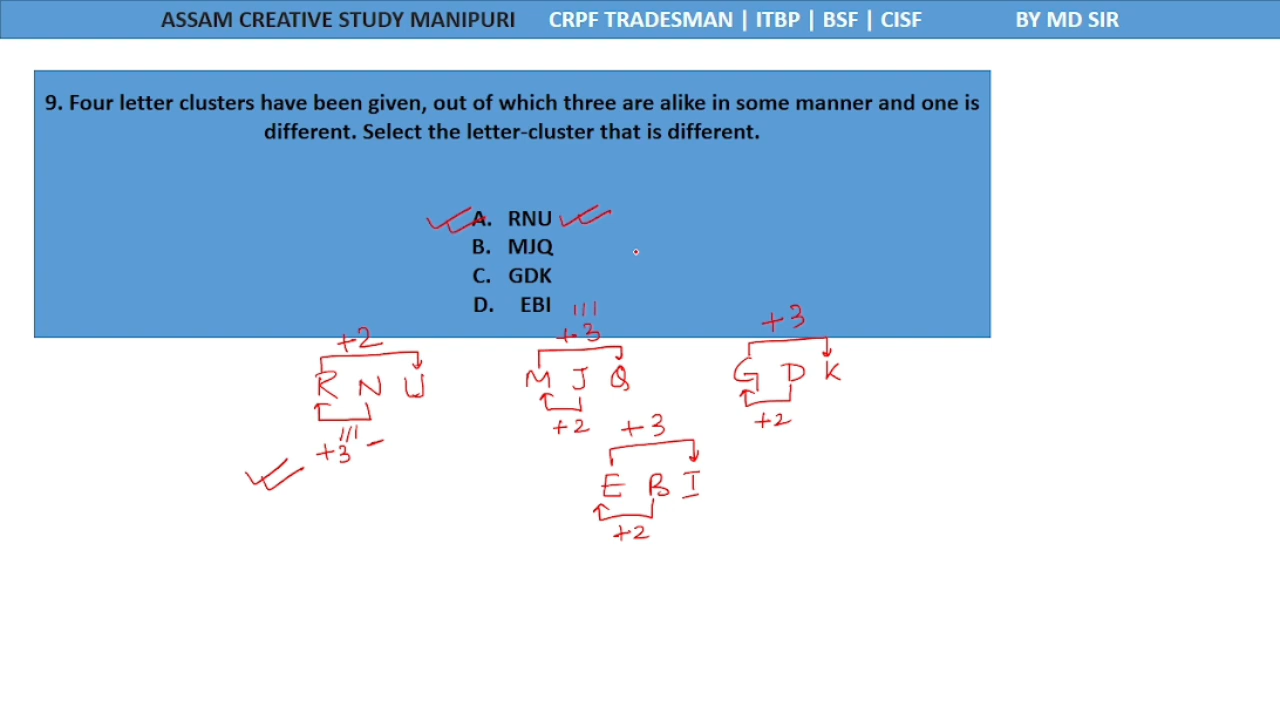 ASSAM CREATIVE STUDY MANIPURI CRPF TRADESMAN | ITBP | BSF | CISF BY MD SIR
9. Four letter clusters have been given, out of which three are alike in some manner and one is
different. Select the letter-cluster that is different.
A. RNU
B. MJQ
C. GDK
D. EBI
+2 +3 +3
R N U M J Q G D K
+3 +2 +2
+3
E B I
+2